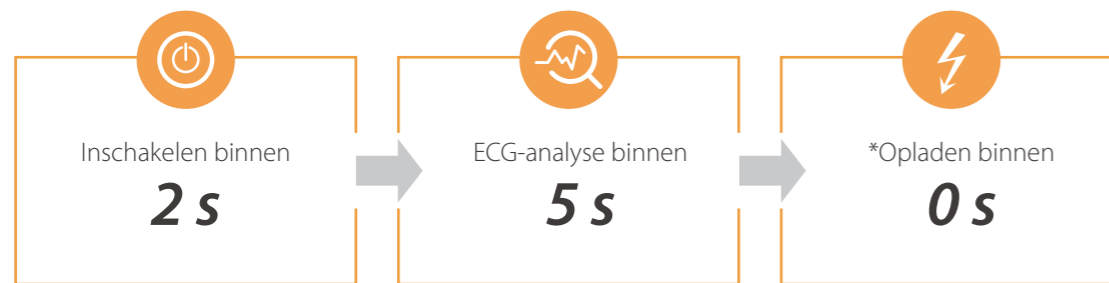 Inschakelen binnen
2 s
ECG-analyse binnen
5 s
*Opladen binnen
0 s